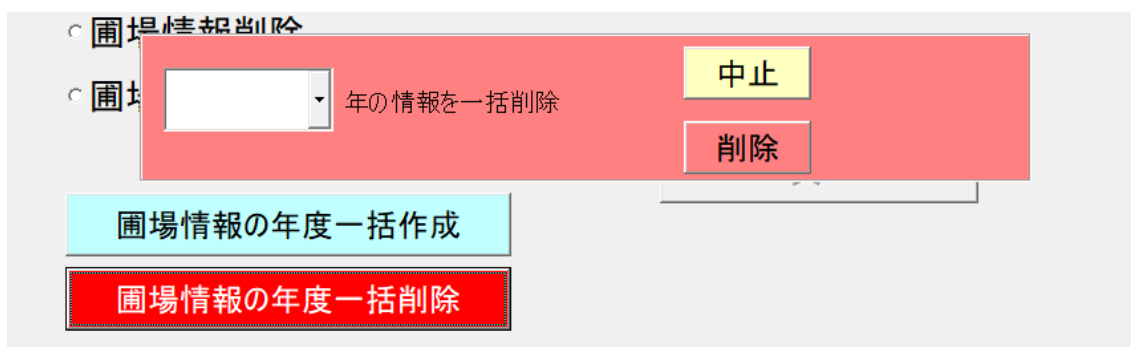 圃場情報削除
圃場
中止
年の情報を一括削除
削除
圃場情報の年度一括作成
圃場情報の年度一括削除